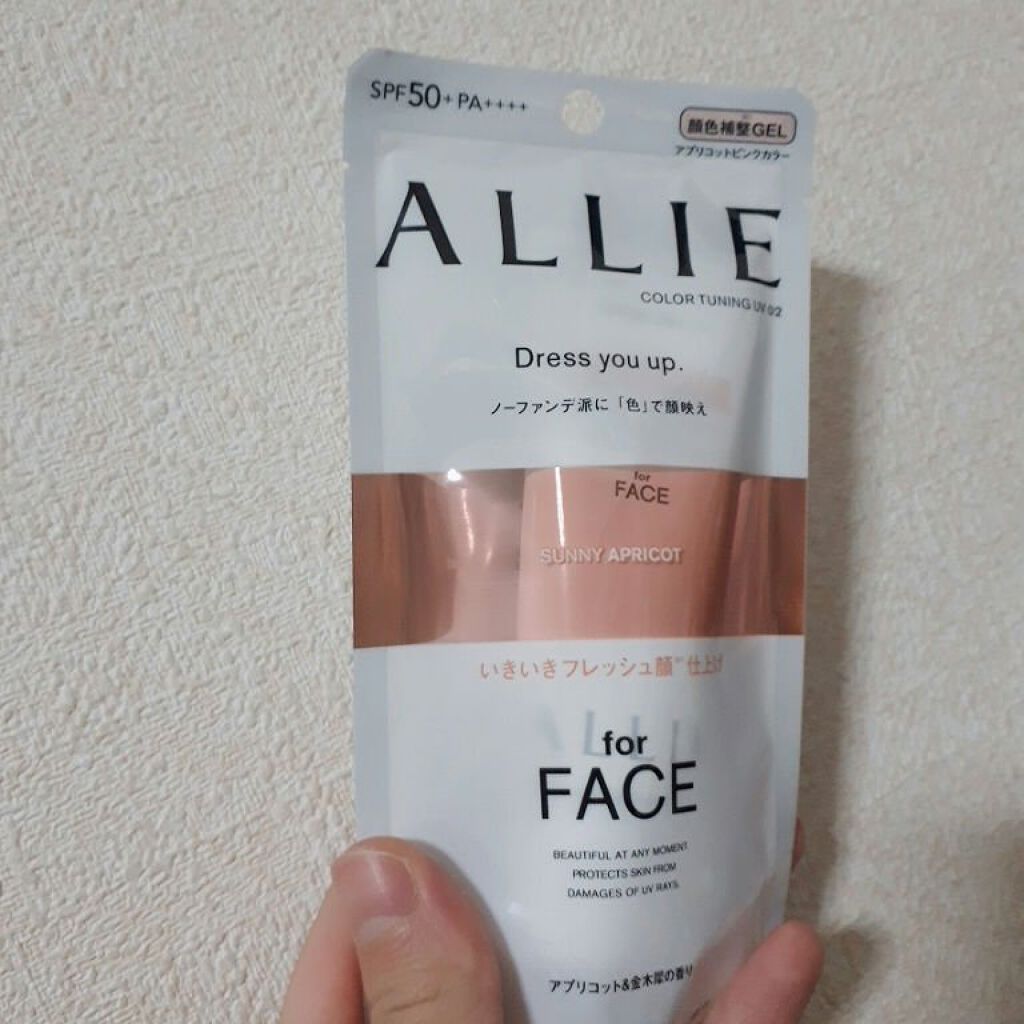 SPF50+ PA++++
顔色補整GEL
アプリコットピンクカラー
ALLIE
COLOR TUNING UV 02
Dress you up.
ノーファンデ派に「色」で顔映え
for
FACE
SUNNY APRICOT
いきいきフレッシュ顔 仕上げ
for
FACE
BEAUTIFUL AT ANY MOMENT.
PROTECTS SKIN FROM
DAMAGES OF UV RAYS.
アプリコット&金木犀の香り